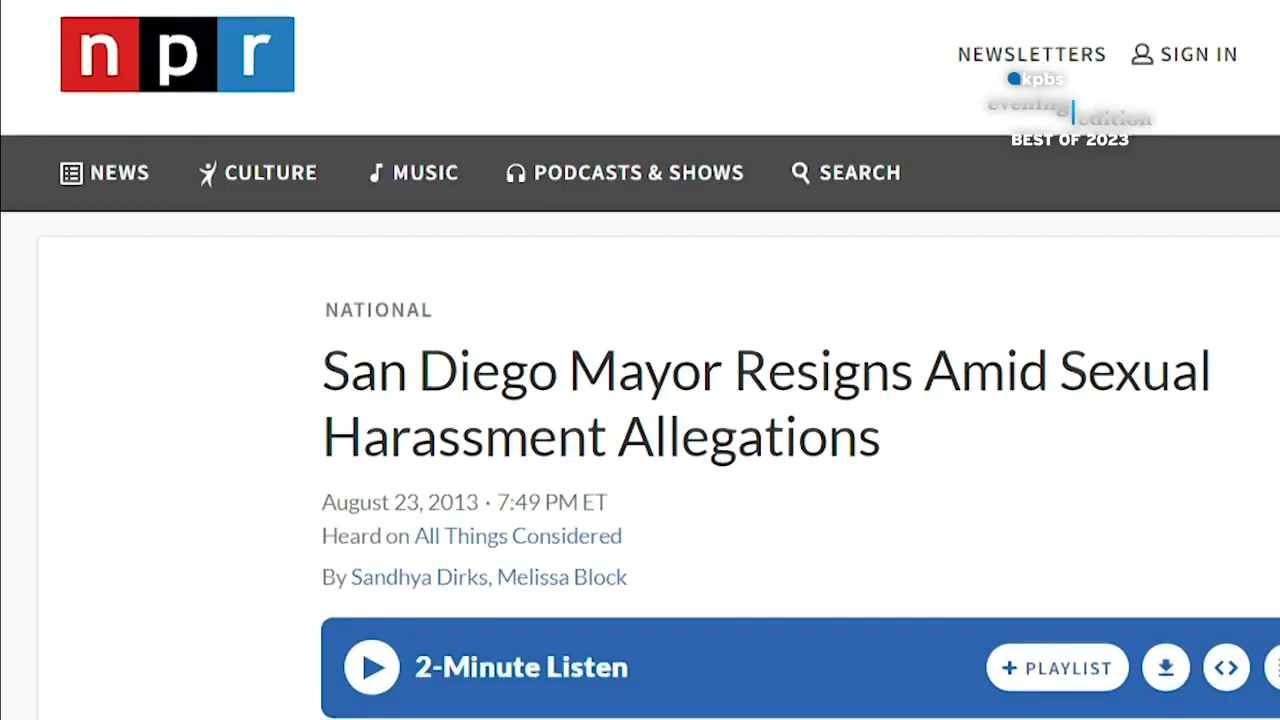 npr
NEWSLETTERS
SIGN IN
kpbs
evening edition
BEST OF 2023
NEWS
CULTURE
MUSIC
PODCASTS & SHOWS
SEARCH
NATIONAL
San Diego Mayor Resigns Amid Sexual
Harassment Allegations
August 23, 2013 · 7:49 PM ET
Heard on All Things Considered
By Sandhya Dirks, Melissa Block
2-Minute Listen
+ PLAYLIST